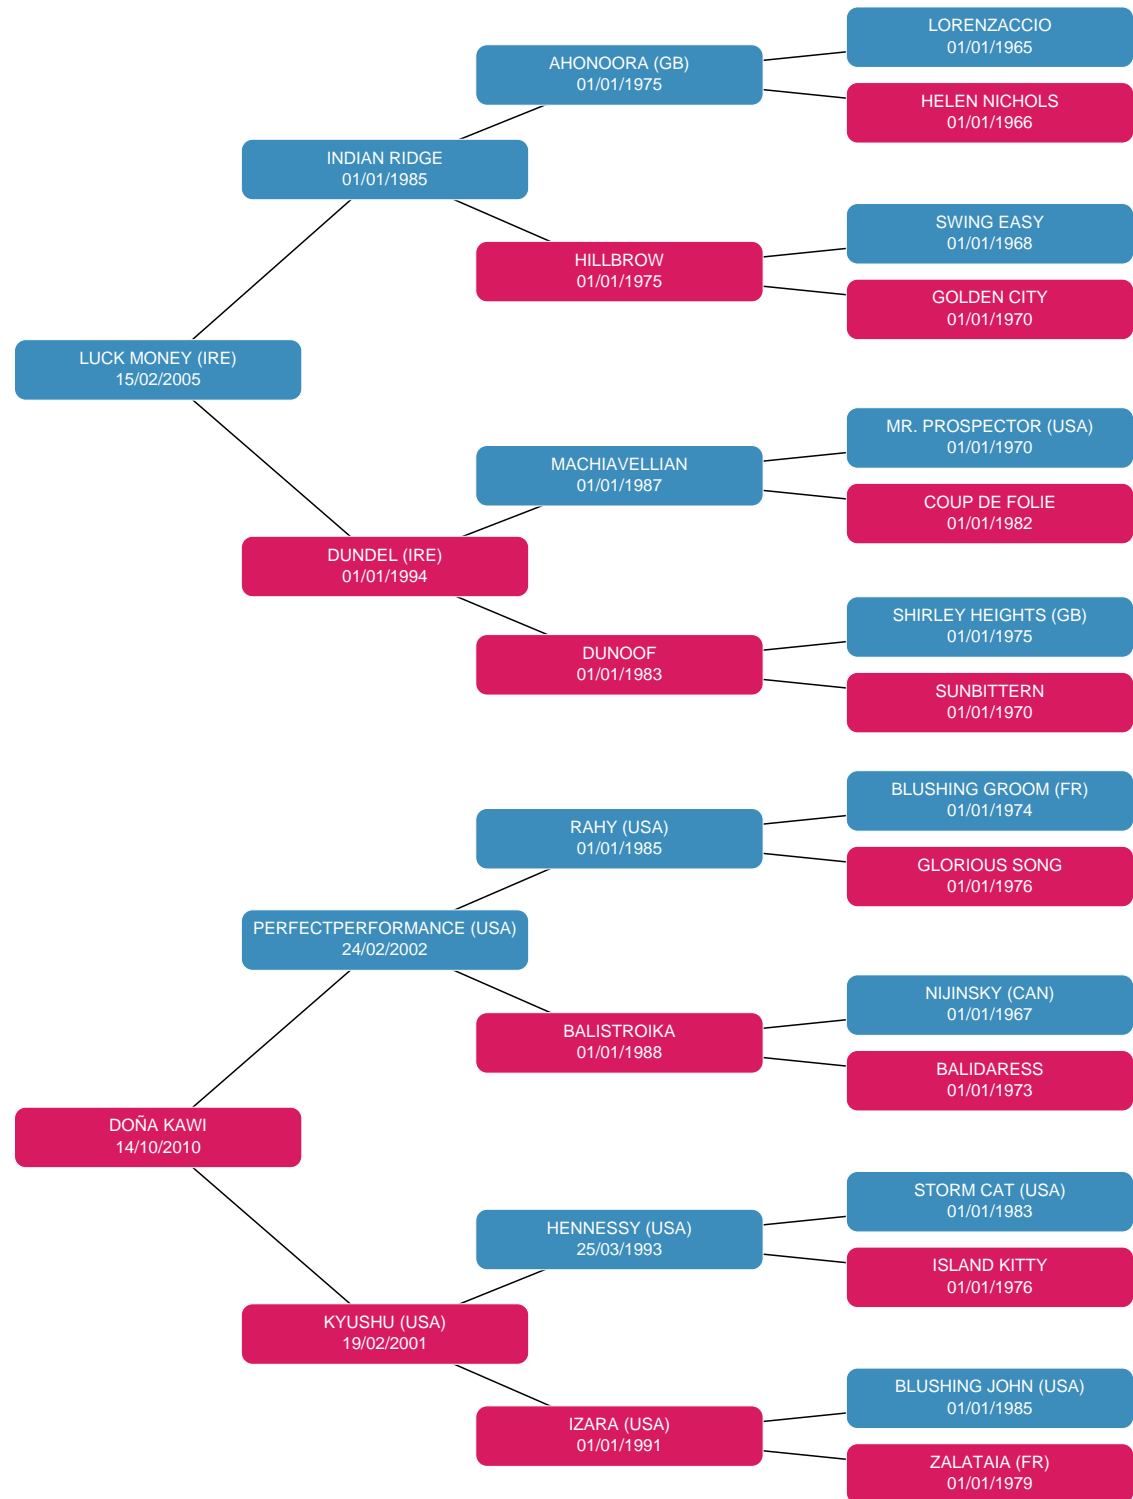 LORENZACCIO
01/01/1965
AHONOORA (GB)
01/01/1975
HELEN NICHOLS
01/01/1966
INDIAN RIDGE
01/01/1985
SWING EASY
01/01/1968
HILLBROW
01/01/1975
GOLDEN CITY
01/01/1970
LUCK MONEY (IRE)
15/02/2005
MR. PROSPECTOR (USA)
01/01/1970
MACHIAVELLIAN
01/01/1987
COUP DE FOLIE
01/01/1982
DUNDEL (IRE)
01/01/1994
SHIRLEY HEIGHTS (GB)
01/01/1975
DUNOOF
01/01/1983
SUNBITTERN
01/01/1970
BLUSHING GROOM (FR)
01/01/1974
RAHY (USA)
01/01/1985
GLORIOUS SONG
01/01/1976
PERFECTPERFORMANCE (USA)
24/02/2002
NIJINSKY (CAN)
01/01/1967
BALISTROIKA
01/01/1988
BALIDARESS
01/01/1973
DOÑA KAWI
14/10/2010
STORM CAT (USA)
01/01/1983
HENNESSY (USA)
25/03/1993
ISLAND KITTY
01/01/1976
KYUSHU (USA)
19/02/2001
BLUSHING JOHN (USA)
01/01/1985
IZARA (USA)
01/01/1991
ZALATAIA (FR)
01/01/1979